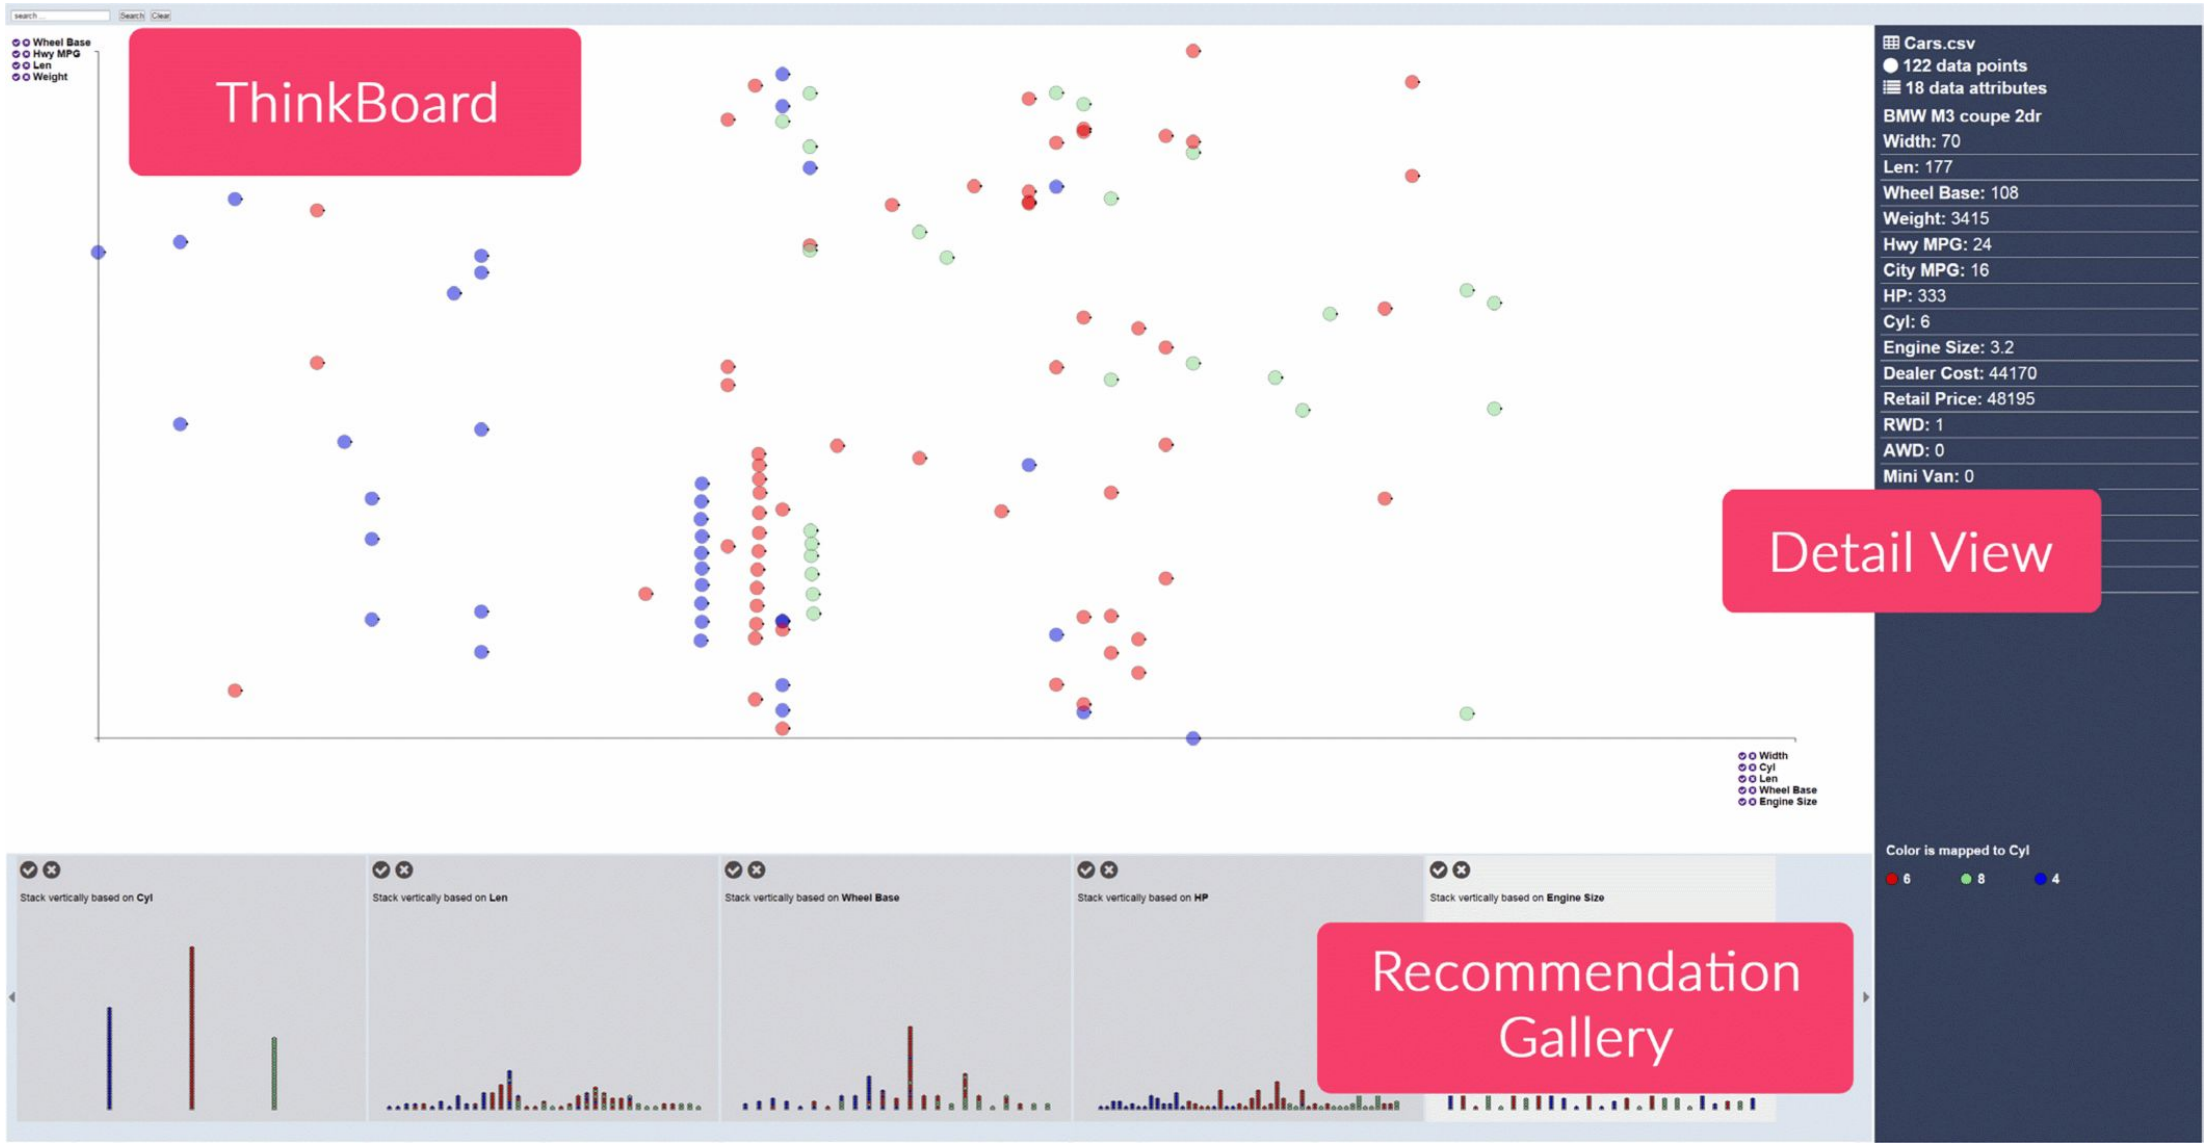 search ...
Search
Clear
Wheel Base
Hwy MPG
Len
Weight
ThinkBoard
Cars.csv
122 data points
18 data attributes
BMW M3 coupe 2dr
Width: 70
Len: 177
Wheel Base: 108
Weight: 3415
Hwy MPG: 24
City MPG: 16
HP: 333
Cyl: 6
Engine Size: 3.2
Dealer Cost: 44170
Retail Price: 48195
RWD: 1
AWD: 0
Mini Van: 0
Detail View
Width
Cyl
Len
Wheel Base
Engine Size
Color is mapped to Cyl
6
8
4
Stack vertically based on Cyl
Stack vertically based on Len
Stack vertically based on Wheel Base
Stack vertically based on HP
Stack vertically based on Engine Size
Recommendation
Gallery